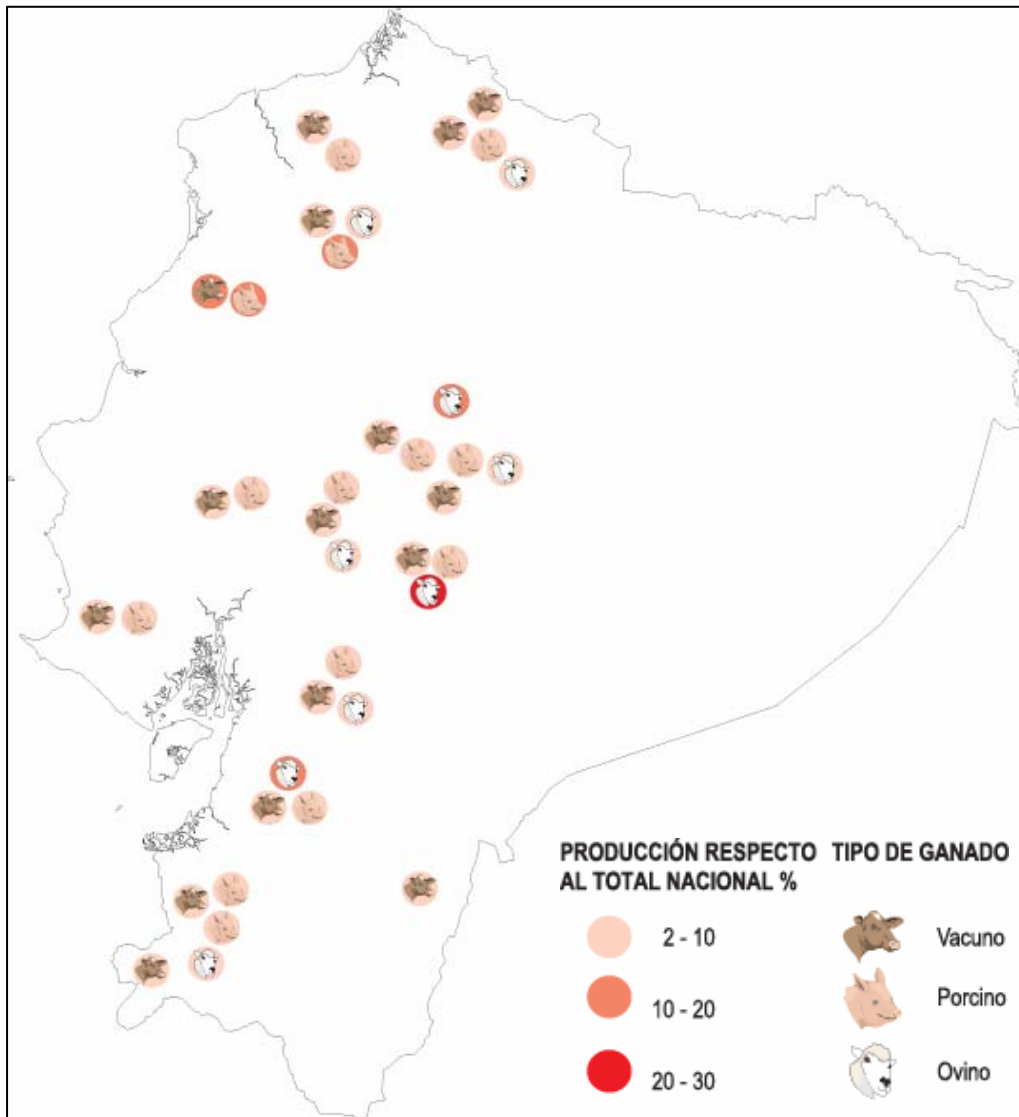 PRODUCCIÓN RESPECTO TIPO DE GANADO
AL TOTAL NACIONAL %
2 - 10 Vacuno
10 - 20 Porcino
20 - 30 Ovino